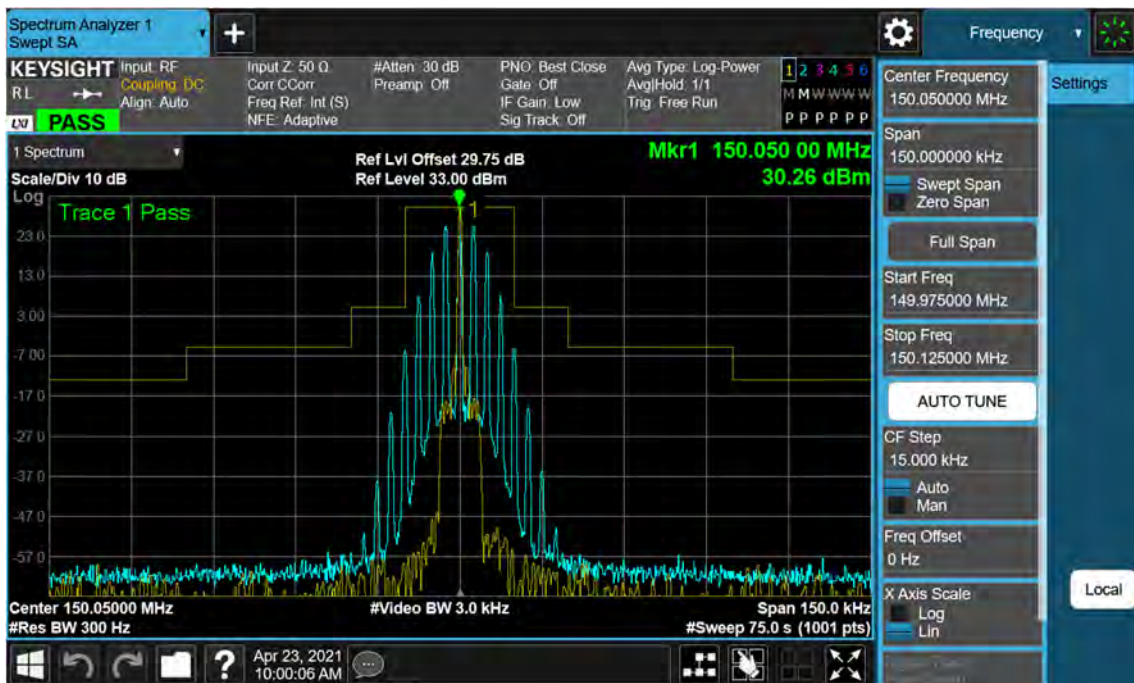 Spectrum Analyzer 1
Swept SA
Frequency
KEYSIGHT
RL
LXI
PASS
Input: RF
Coupling: DC
Align: Auto
Input Z: 50 Ω
Corr CCorr
Freq Ref: Int (S)
NFE: Adaptive
#Atten: 30 dB
Preamp: Off
PNO: Best Close
Gate: Off
IF Gain: Low
Sig Track: Off
Avg Type: Log-Power
Avg|Hold: 1/1
Trig: Free Run
1 2 3 4 5 6
M M W W W W
P P P P P P
1 Spectrum
Scale/Div 10 dB
Ref Lvl Offset 29.75 dB
Ref Level 33.00 dBm
Mkr1 150.050 00 MHz
30.26 dBm
Log
Trace 1 Pass
1
23.0
13.0
3.00
-7.00
-17.0
-27.0
-37.0
-47.0
-57.0
Center 150.05000 MHz
#Res BW 300 Hz
#Video BW 3.0 kHz
Span 150.0 kHz
#Sweep 75.0 s (1001 pts)
Center Frequency
150.050000 MHz
Settings
Span
150.000000 kHz
Swept Span
Zero Span
Full Span
Start Freq
149.975000 MHz
Stop Freq
150.125000 MHz
AUTO TUNE
CF Step
15.000 kHz
Auto
Man
Freq Offset
0 Hz
X Axis Scale
Log
Lin
Local
?
Apr 23, 2021
10:00:06 AM